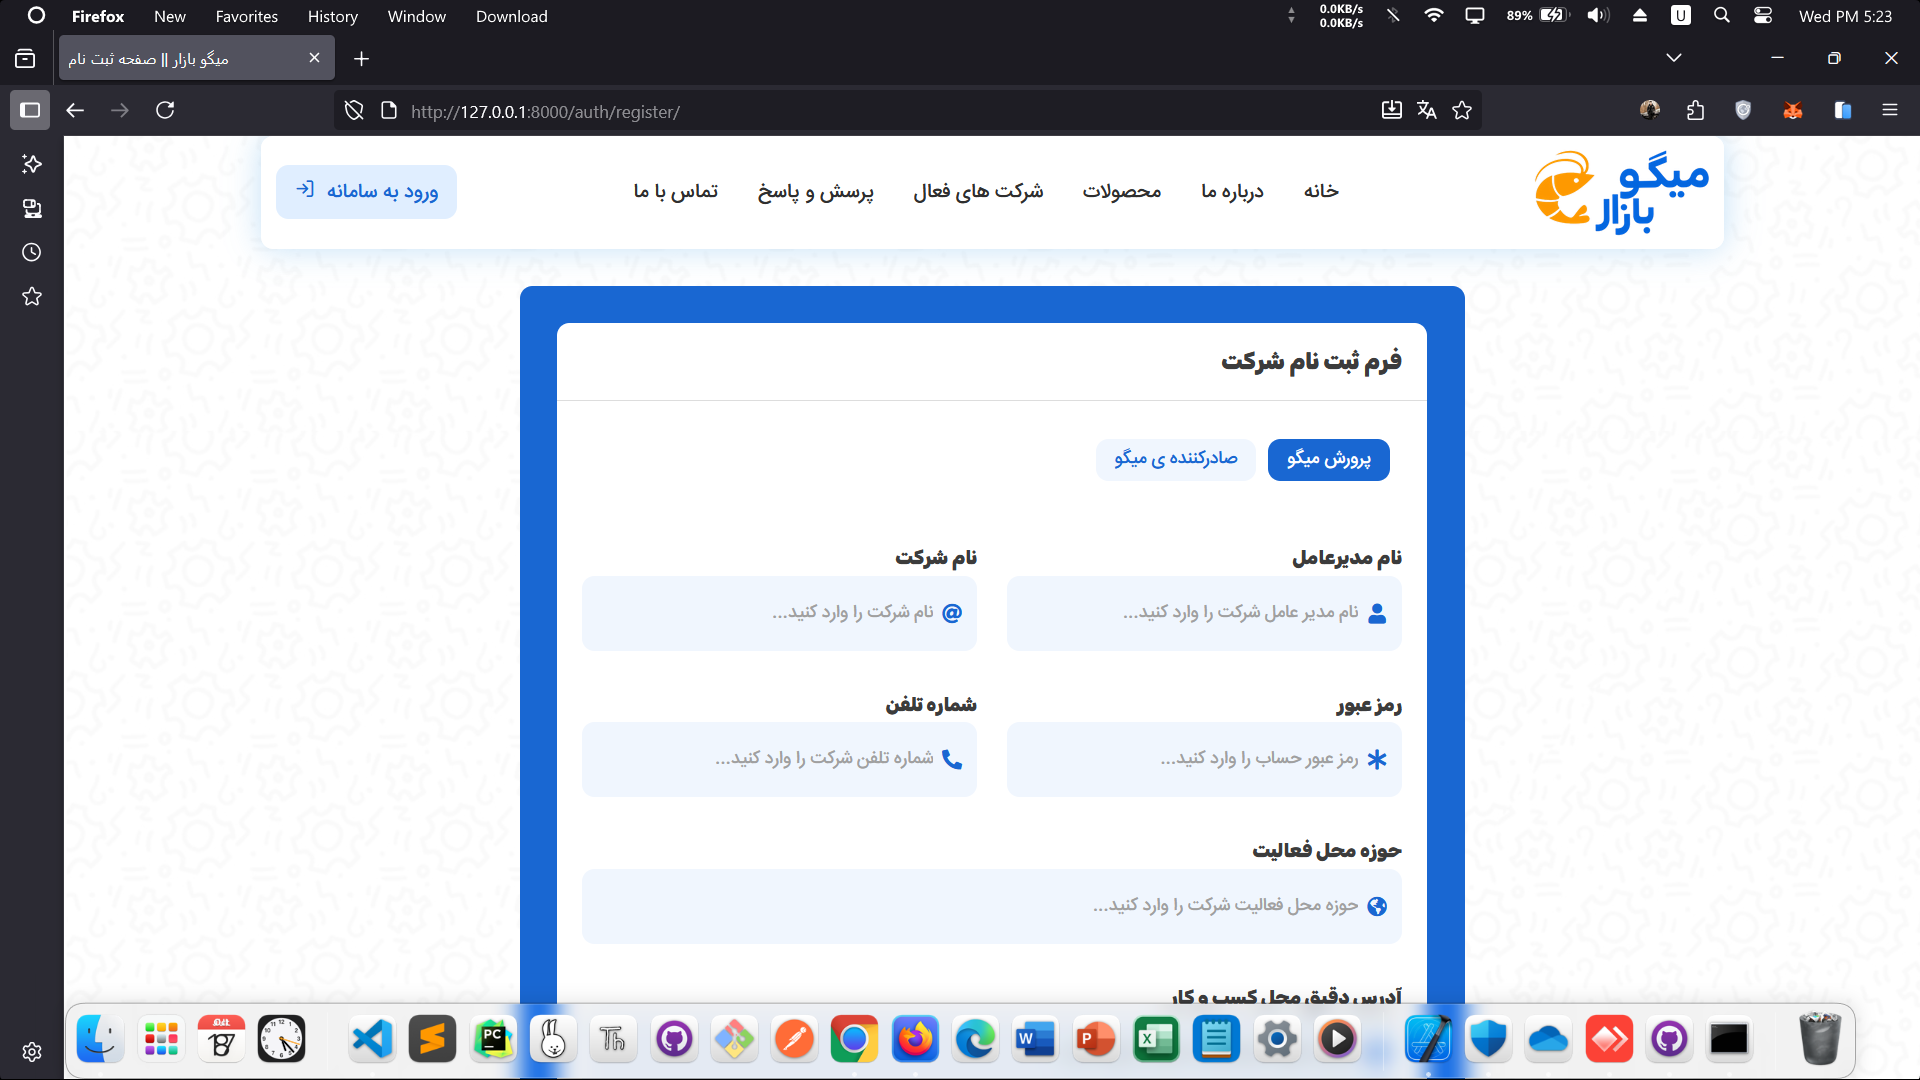 Firefox New Favorites History Window Download
0.0KB/s
0.0KB/s
89%
U
Wed PM 5:23
میگو بازار || صفحه ثبت نام
http://127.0.0.1:8000/auth/register/
میگو
بازار
خانه
درباره ما
محصولات
شرکت های فعال
پرسش و پاسخ
تماس با ما
ورود به سامانه
فرم ثبت نام شرکت
پرورش میگو
صادرکننده ی میگو
نام مدیرعامل
نام مدیر عامل شرکت را وارد کنید...
نام شرکت
نام شرکت را وارد کنید...
رمز عبور
رمز عبور حساب را وارد کنید...
شماره تلفن
شماره تلفن شرکت را وارد کنید...
حوزه محل فعالیت
حوزه محل فعالیت شرکت را وارد کنید...
آدرس دقیق محل کسب و کار
PC
Th
W
P
X